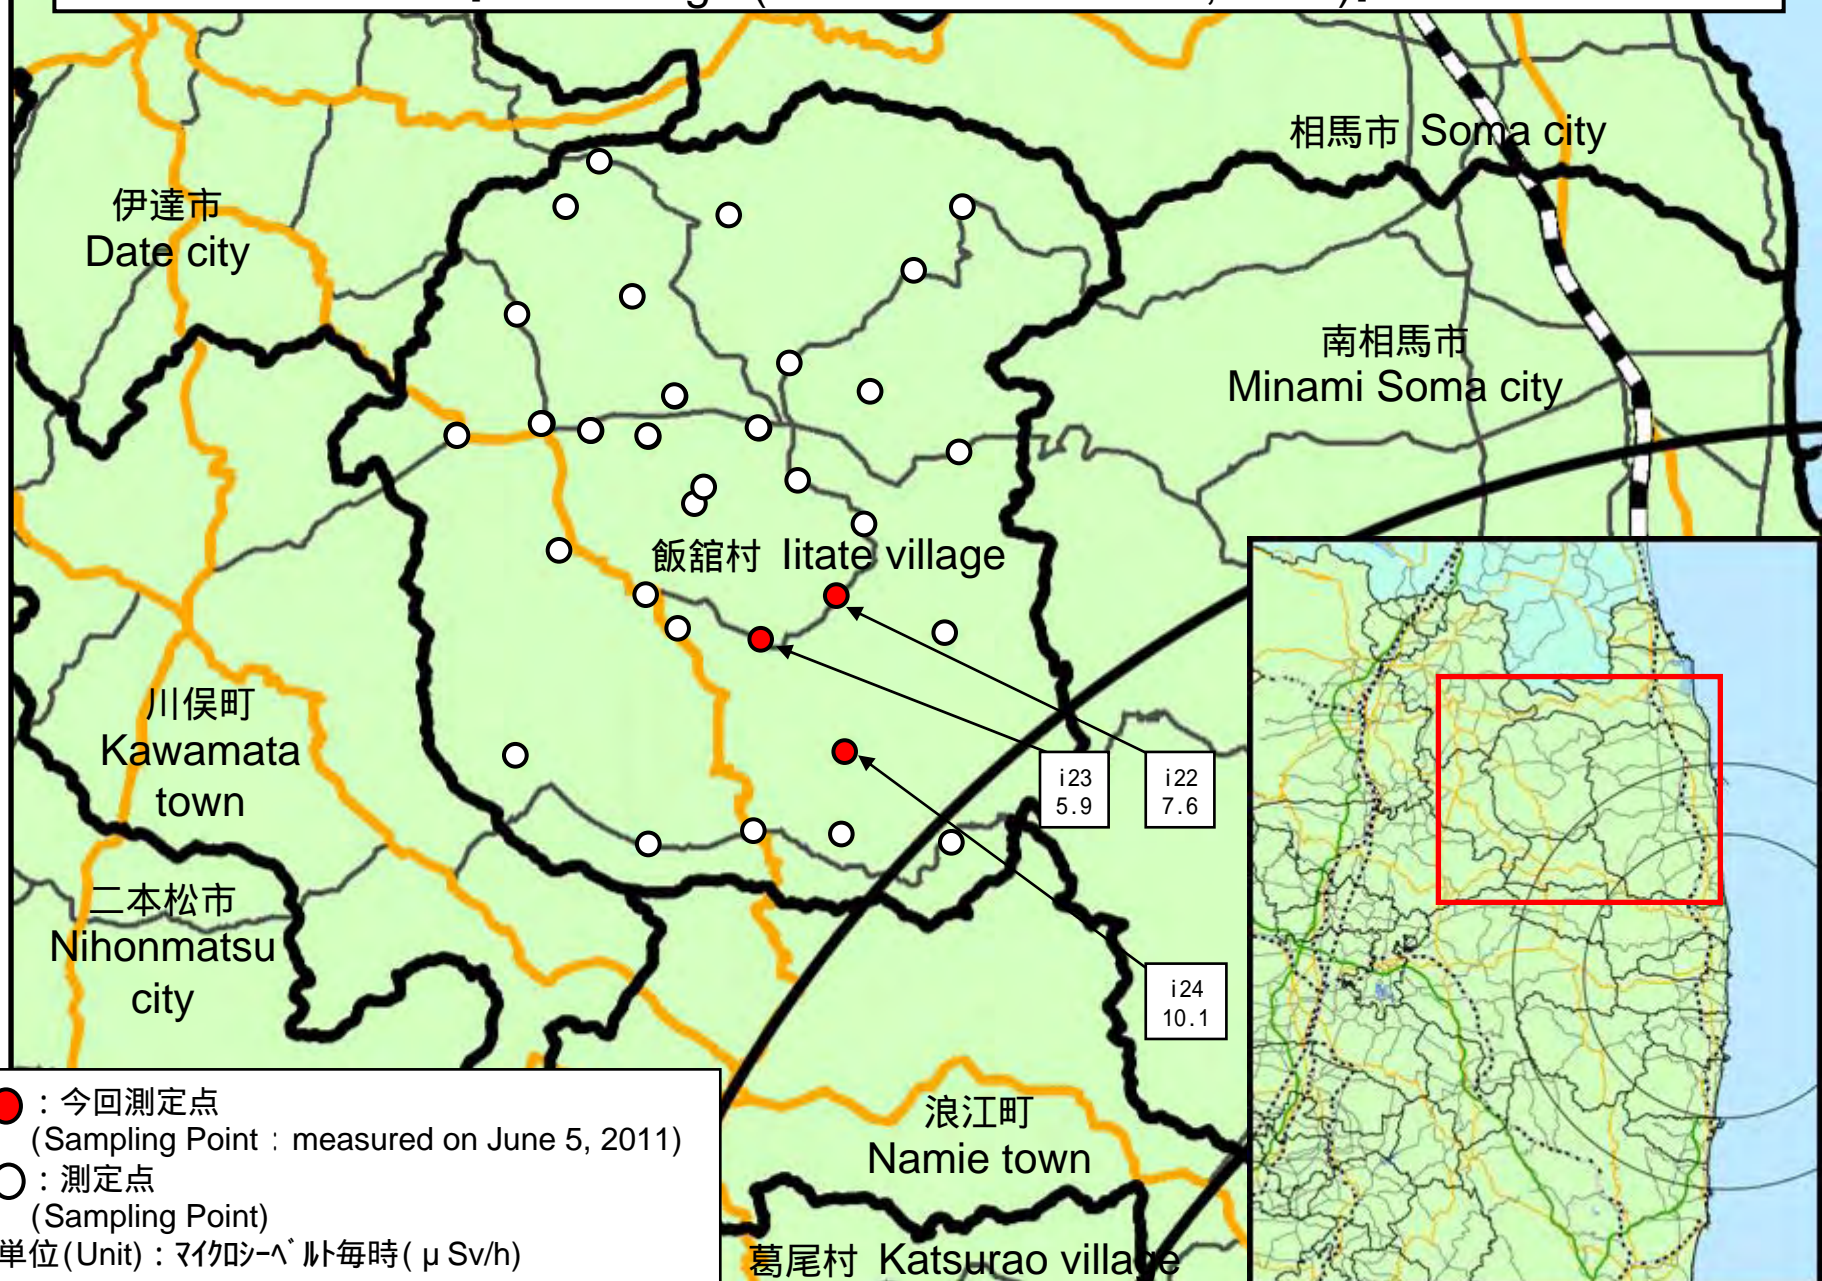 相馬市 Soma city
伊達市
Date city
南相馬市
Minami Soma city
飯舘村 Iitate village
川俣町
Kawamata
town
i23
5.9
i22
7.6
二本松市
Nihonmatsu
city
i24
10.1
浪江町
Namie town
葛尾村 Katsurao village
：今回測定点
(Sampling Point：measured on June 5, 2011)
：測定点
(Sampling Point)
単位(Unit)：ﾏｲｸﾛｼｰﾍﾞﾙﾄ毎時( μ Sv/h)